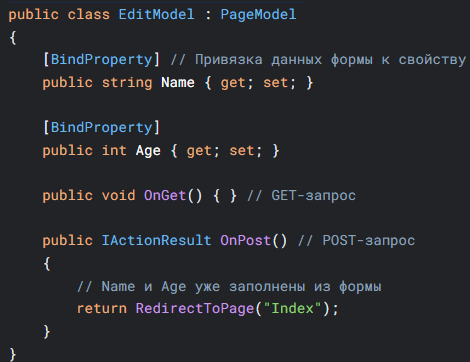 public class EditModel : PageModel
{
    [BindProperty] // Привязка данных формы к свойству
    public string Name { get; set; }

    [BindProperty]
    public int Age { get; set; }

    public void OnGet() { } // GET-запрос

    public IActionResult OnPost() // POST-запрос
    {
        // Name и Age уже заполнены из формы
        return RedirectToPage("Index");
    }
}